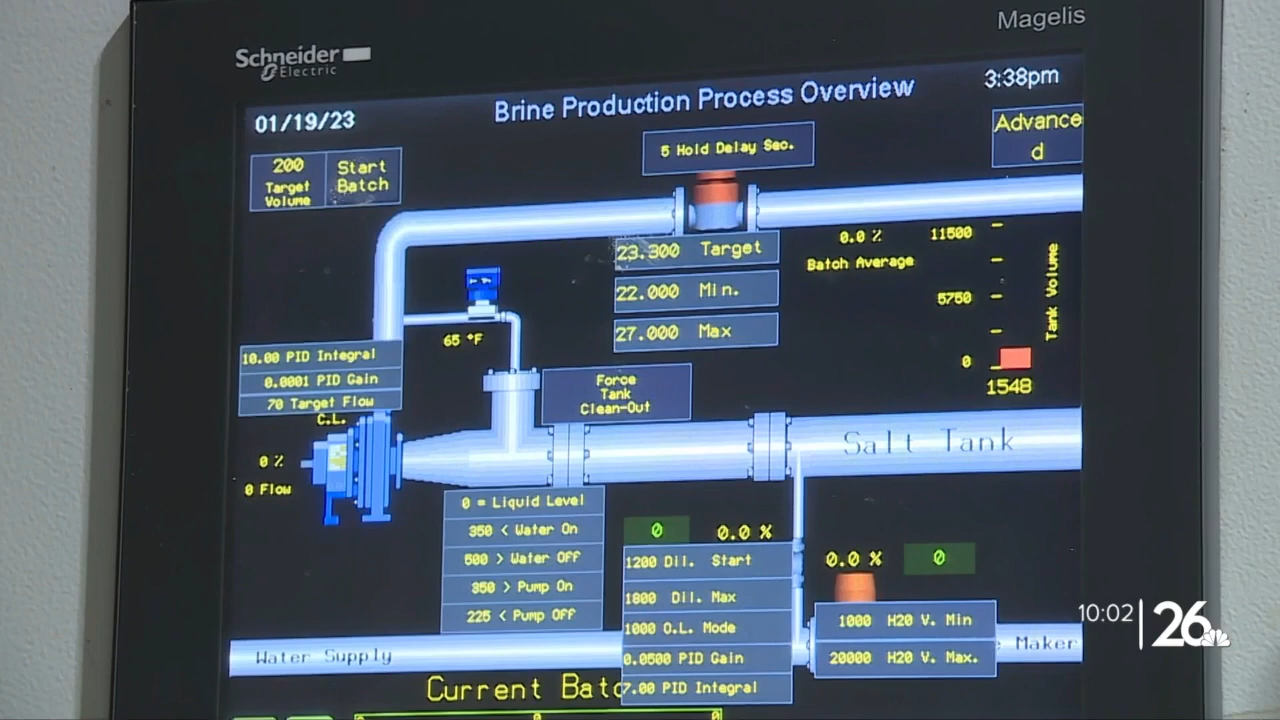 Magelis
Schneider
Electric
01/19/23
Brine Production Process Overview
3:38pm
200
Target
Volume
Start
Batch
5 Hold Delay Sec.
Advance
d
23.300 Target
22.000 Min.
27.000 Max
0.0 %
Batch Average
11500
5750
0
Tank Volume
1548
65 °F
10.00 PID Integral
0.0001 PID Gain
70 Target Flow
C.L.
Force
Tank
Clean-Out
Salt Tank
0 %
0 Flow
0 = Liquid Level
350 < Water On
500 > Water Off
350 > Pump On
225 < Pump Off
0
0.0 %
1200 Dil. Start
1800 Dil. Max
1000 O.L. Mode
0.0500 PID Gain
7.00 PID Integral
0.0 %
0
1000 H20 V. Min
20000 H20 V. Max.
Water Supply
e Maker
Current Batc
0
0
10:02
26